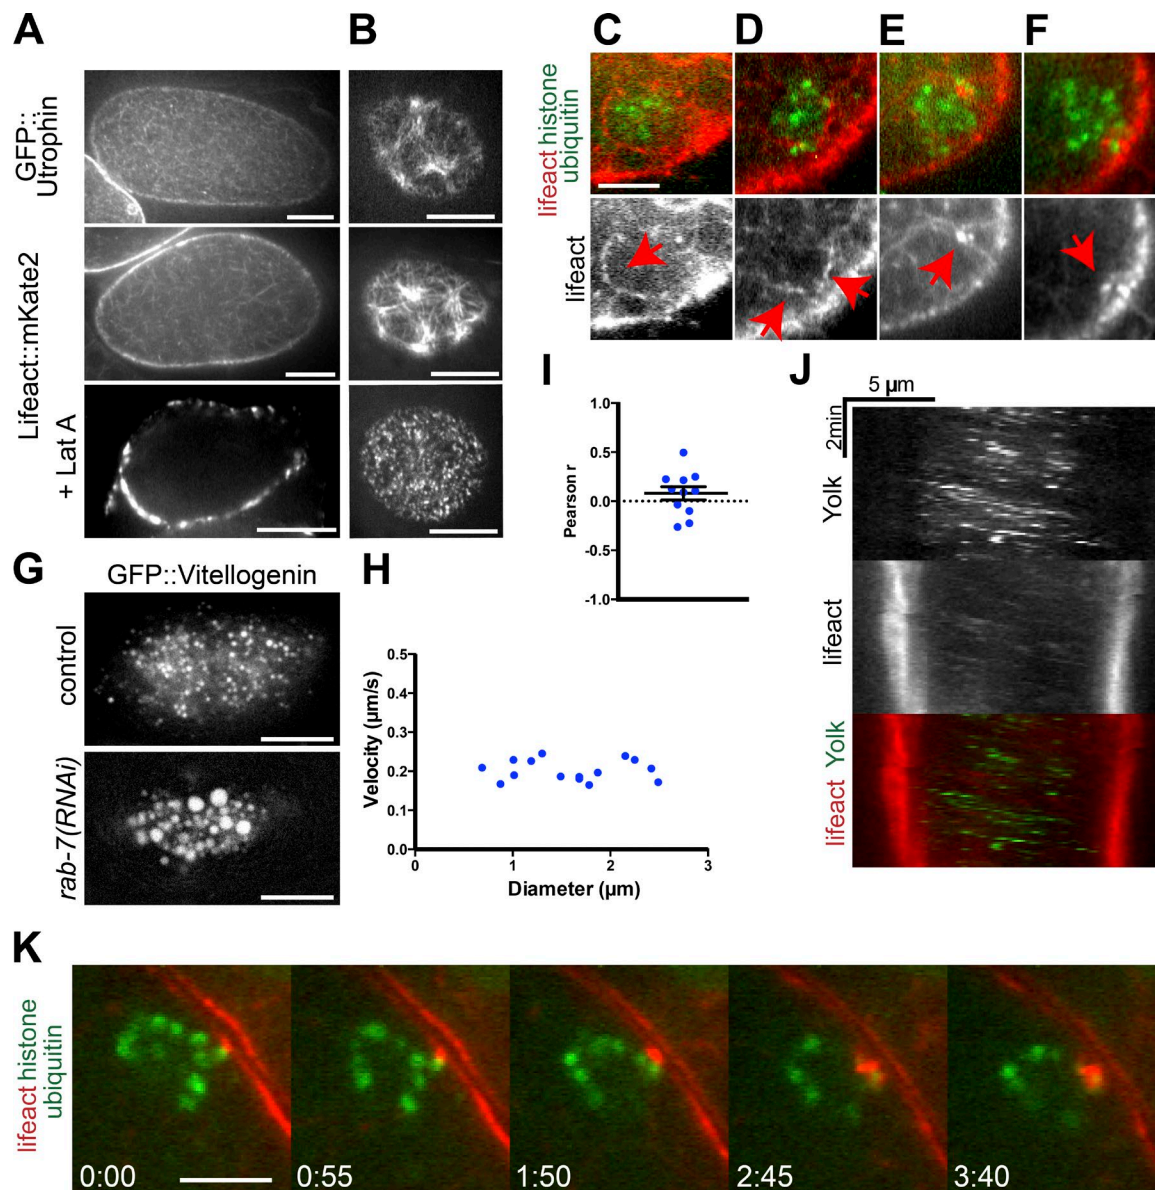 A
B
C
D
E
F
GFP::
Utrophin
Lifeact::mKate2
+ Lat A
lifeact histone
ubiquitin
lifeact
I
1.0
0.5
0.0
-0.5
-1.0
Pearson r
J
5 µm
2min
Yolk
lifeact
lifeact Yolk
G
GFP::Vitellogenin
control
rab-7(RNAi)
H
0.5
0.4
0.3
0.2
0.1
0.0
Velocity (µm/s)
0 1 2 3
Diameter (µm)
K
lifeact histone
ubiquitin
0:00 0:55 1:50 2:45 3:40